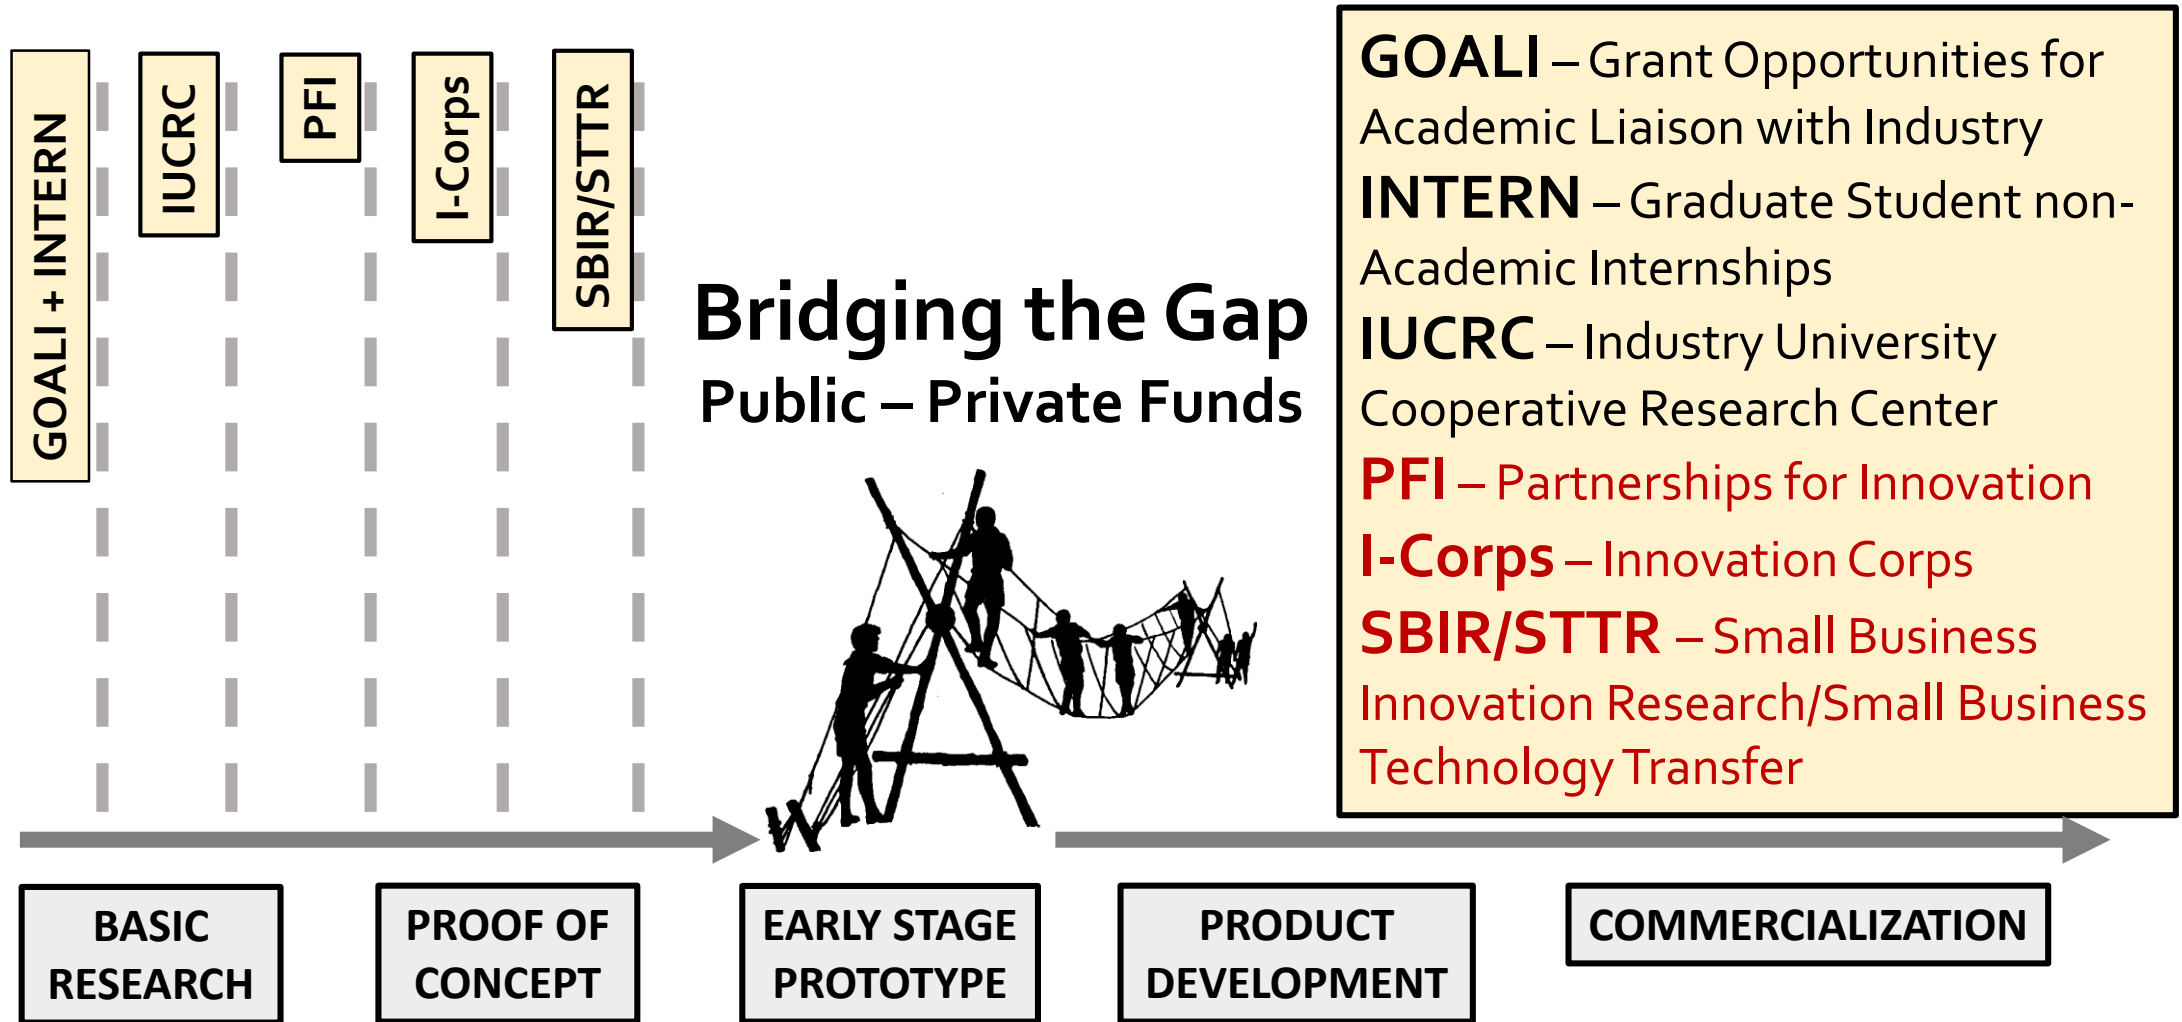 GOALI + INTERN
IUCRC
PFI
I-Corps
SBIR/STTR
Bridging the Gap
Public – Private Funds
GOALI – Grant Opportunities for
Academic Liaison with Industry
INTERN – Graduate Student non-
Academic Internships
IUCRC – Industry University
Cooperative Research Center
PFI – Partnerships for Innovation
I-Corps – Innovation Corps
SBIR/STTR – Small Business
Innovation Research/Small Business
Technology Transfer
BASIC
RESEARCH
PROOF OF
CONCEPT
EARLY STAGE
PROTOTYPE
PRODUCT
DEVELOPMENT
COMMERCIALIZATION